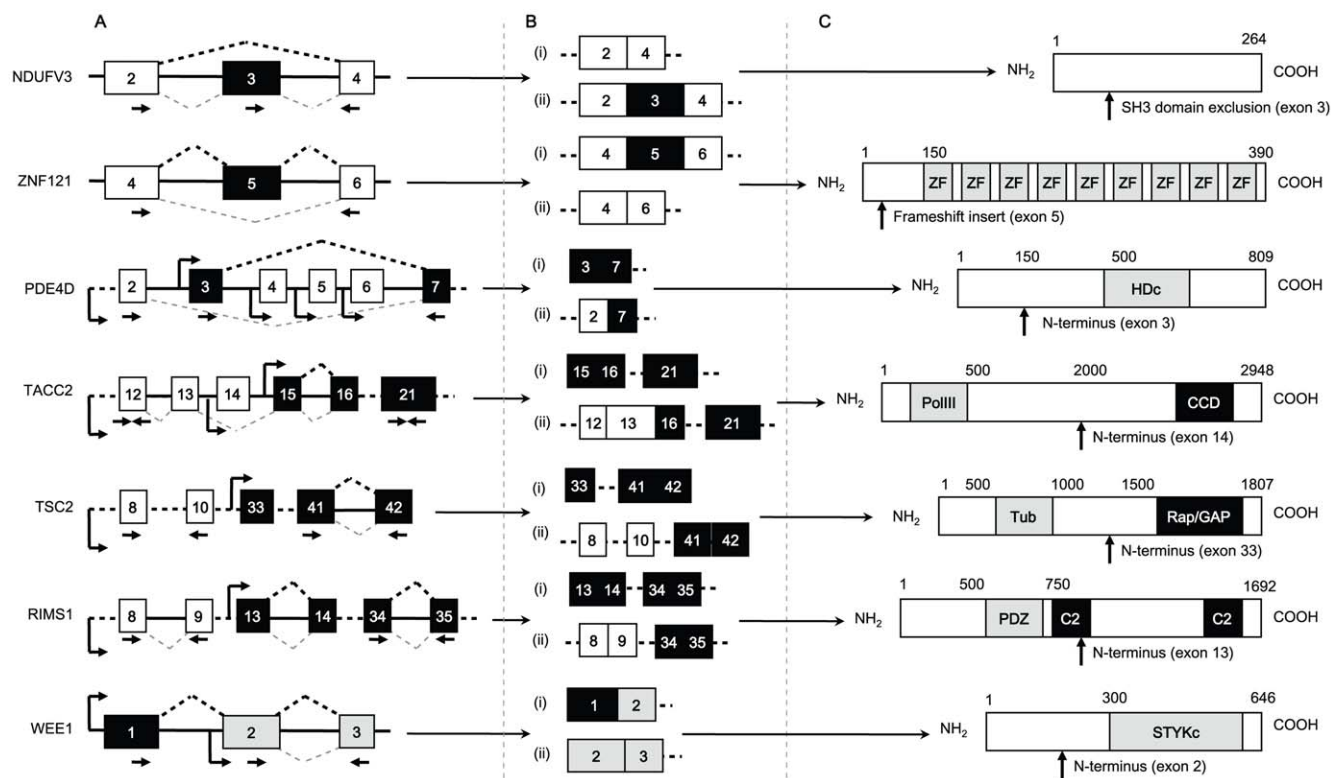 A B C
NDUFV3 2 3 4 (i) 2 4 1 264
NH2 COOH
(ii) 2 3 4 SH3 domain exclusion (exon 3)
ZNF121 4 5 6 (i) 4 5 6 1 150 390
NH2 ZF ZF ZF ZF ZF ZF ZF ZF ZF COOH
(ii) 4 6 Frameshift insert (exon 5)
PDE4D 2 3 4 5 6 7 (i) 3 7 1 150 500 809
NH2 HDc COOH
(ii) 2 7 N-terminus (exon 3)
TACC2 12 13 14 15 16 21 (i) 15 16 21 1 500 2000 2948
NH2 PolIII CCD COOH
(ii) 12 13 16 21 N-terminus (exon 14)
TSC2 8 10 33 41 42 (i) 33 41 42 1 500 1000 1500 1807
NH2 Tub Rap/GAP COOH
(ii) 8 10 41 42 N-terminus (exon 33)
RIMS1 8 9 13 14 34 35 (i) 13 14 34 35 1 500 750 1692
NH2 PDZ C2 C2 COOH
(ii) 8 9 34 35 N-terminus (exon 13)
WEE1 1 2 3 (i) 1 2 1 300 646
NH2 STYKc COOH
(ii) 2 3 N-terminus (exon 2)